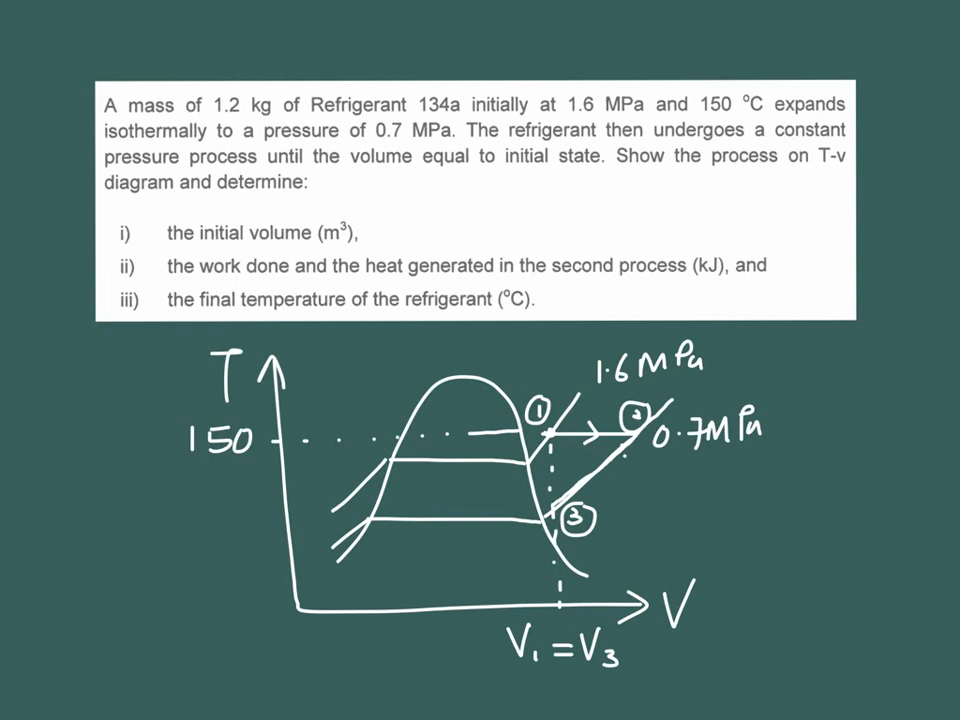 A mass of 1.2 kg of Refrigerant 134a initially at 1.6 MPa and 150 °C expands
isothermally to a pressure of 0.7 MPa. The refrigerant then undergoes a constant
pressure process until the volume equal to initial state. Show the process on T-v
diagram and determine:
i) the initial volume (m³),
ii) the work done and the heat generated in the second process (kJ), and
iii) the final temperature of the refrigerant (°C).
T
1.6 MPa
① ②
150 0.7MPa
③
V
V₁ = V₃